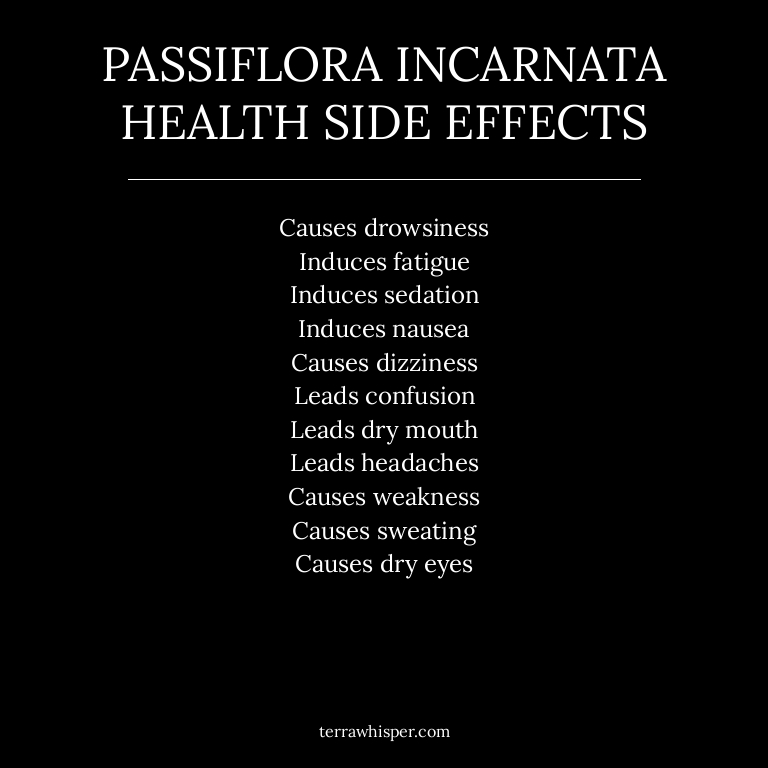 PASSIFLORA INCARNATA
HEALTH SIDE EFFECTS
Causes drowsiness
Induces fatigue
Induces sedation
Induces nausea
Causes dizziness
Leads confusion
Leads dry mouth
Leads headaches
Causes weakness
Causes sweating
Causes dry eyes
terrawhisper.com